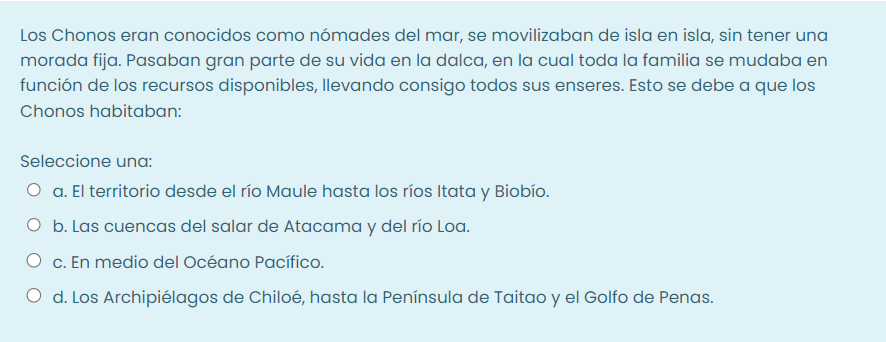 Los Chonos eran conocidos como nómades del mar, se movilizaban de isla en isla, sin tener una
morada fija. Pasaban gran parte de su vida en la dalca, en la cual toda la familia se mudaba en
función de los recursos disponibles, llevando consigo todos sus enseres. Esto se debe a que los
Chonos habitaban:
Seleccione una:
a. El territorio desde el río Maule hasta los ríos Itata y Biobío.
b. Las cuencas del salar de Atacama y del río Loa.
c. En medio del Océano Pacífico.
d. Los Archipiélagos de Chiloé, hasta la Península de Taitao y el Golfo de Penas.